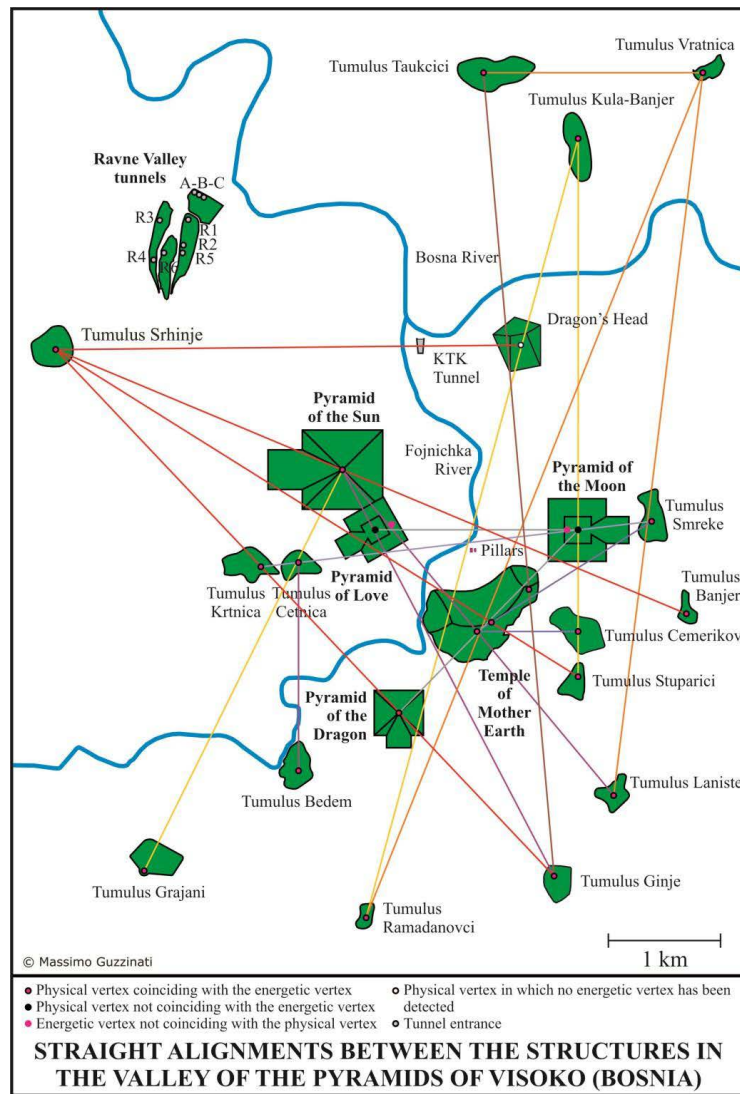 Tumulus Vratnica
Tumulus Taukcici
Tumulus Kula-Banjer
Ravne Valley
tunnels
A-B-C
R3
R1
R2
R4
R6
R5
Bosna River
Dragon's Head
Tumulus Srhinje
KTK
Tunnel
Pyramid
of the Sun
Fojnichka
River
Pyramid of
the Moon
Tumulus
Smreke
Pillars
Tumulus
Krtnica
Tumulus
Cetnica
Pyramid
of Love
Tumulus
Banjer
Tumulus Cemerikov
Tumulus Stuparici
Temple
of
Mother
Earth
Pyramid
of the
Dragon
Tumulus Bedem
Tumulus Laniste
Tumulus Grajani
Tumulus
Ramadanovci
Tumulus Ginje
1 km
© Massimo Guzzinati
Physical vertex coinciding with the energetic vertex
Physical vertex not coinciding with the energetic vertex
Energetic vertex not coinciding with the physical vertex
Physical vertex in which no energetic vertex has been
detected
Tunnel entrance
STRAIGHT ALIGNMENTS BETWEEN THE STRUCTURES IN
THE VALLEY OF THE PYRAMIDS OF VISOKO (BOSNIA)